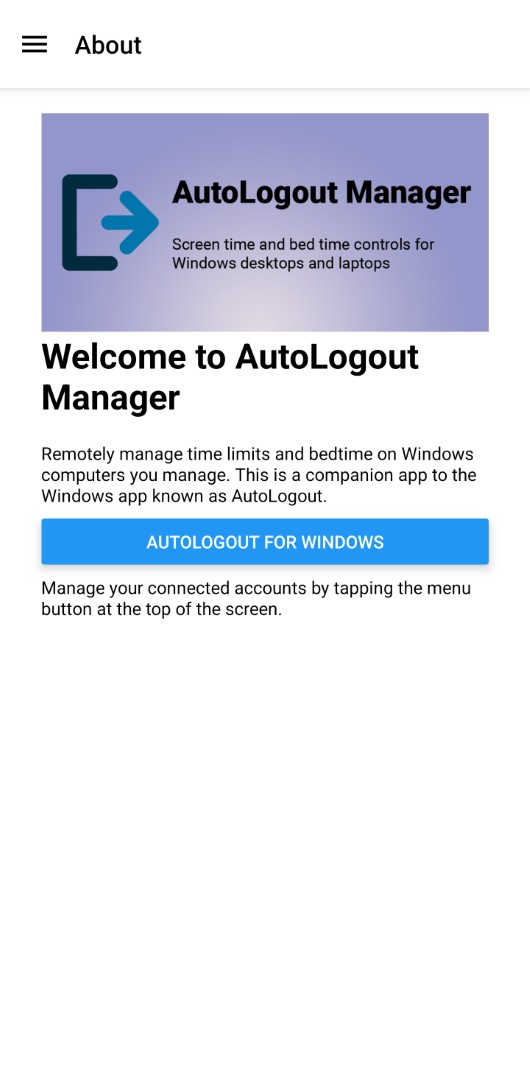 About
AutoLogout Manager
Screen time and bed time controls for
Windows desktops and laptops
Welcome to AutoLogout
Manager
Remotely manage time limits and bedtime on Windows
computers you manage. This is a companion app to the
Windows app known as AutoLogout.
AUTOLOGOUT FOR WINDOWS
Manage your connected accounts by tapping the menu
button at the top of the screen.